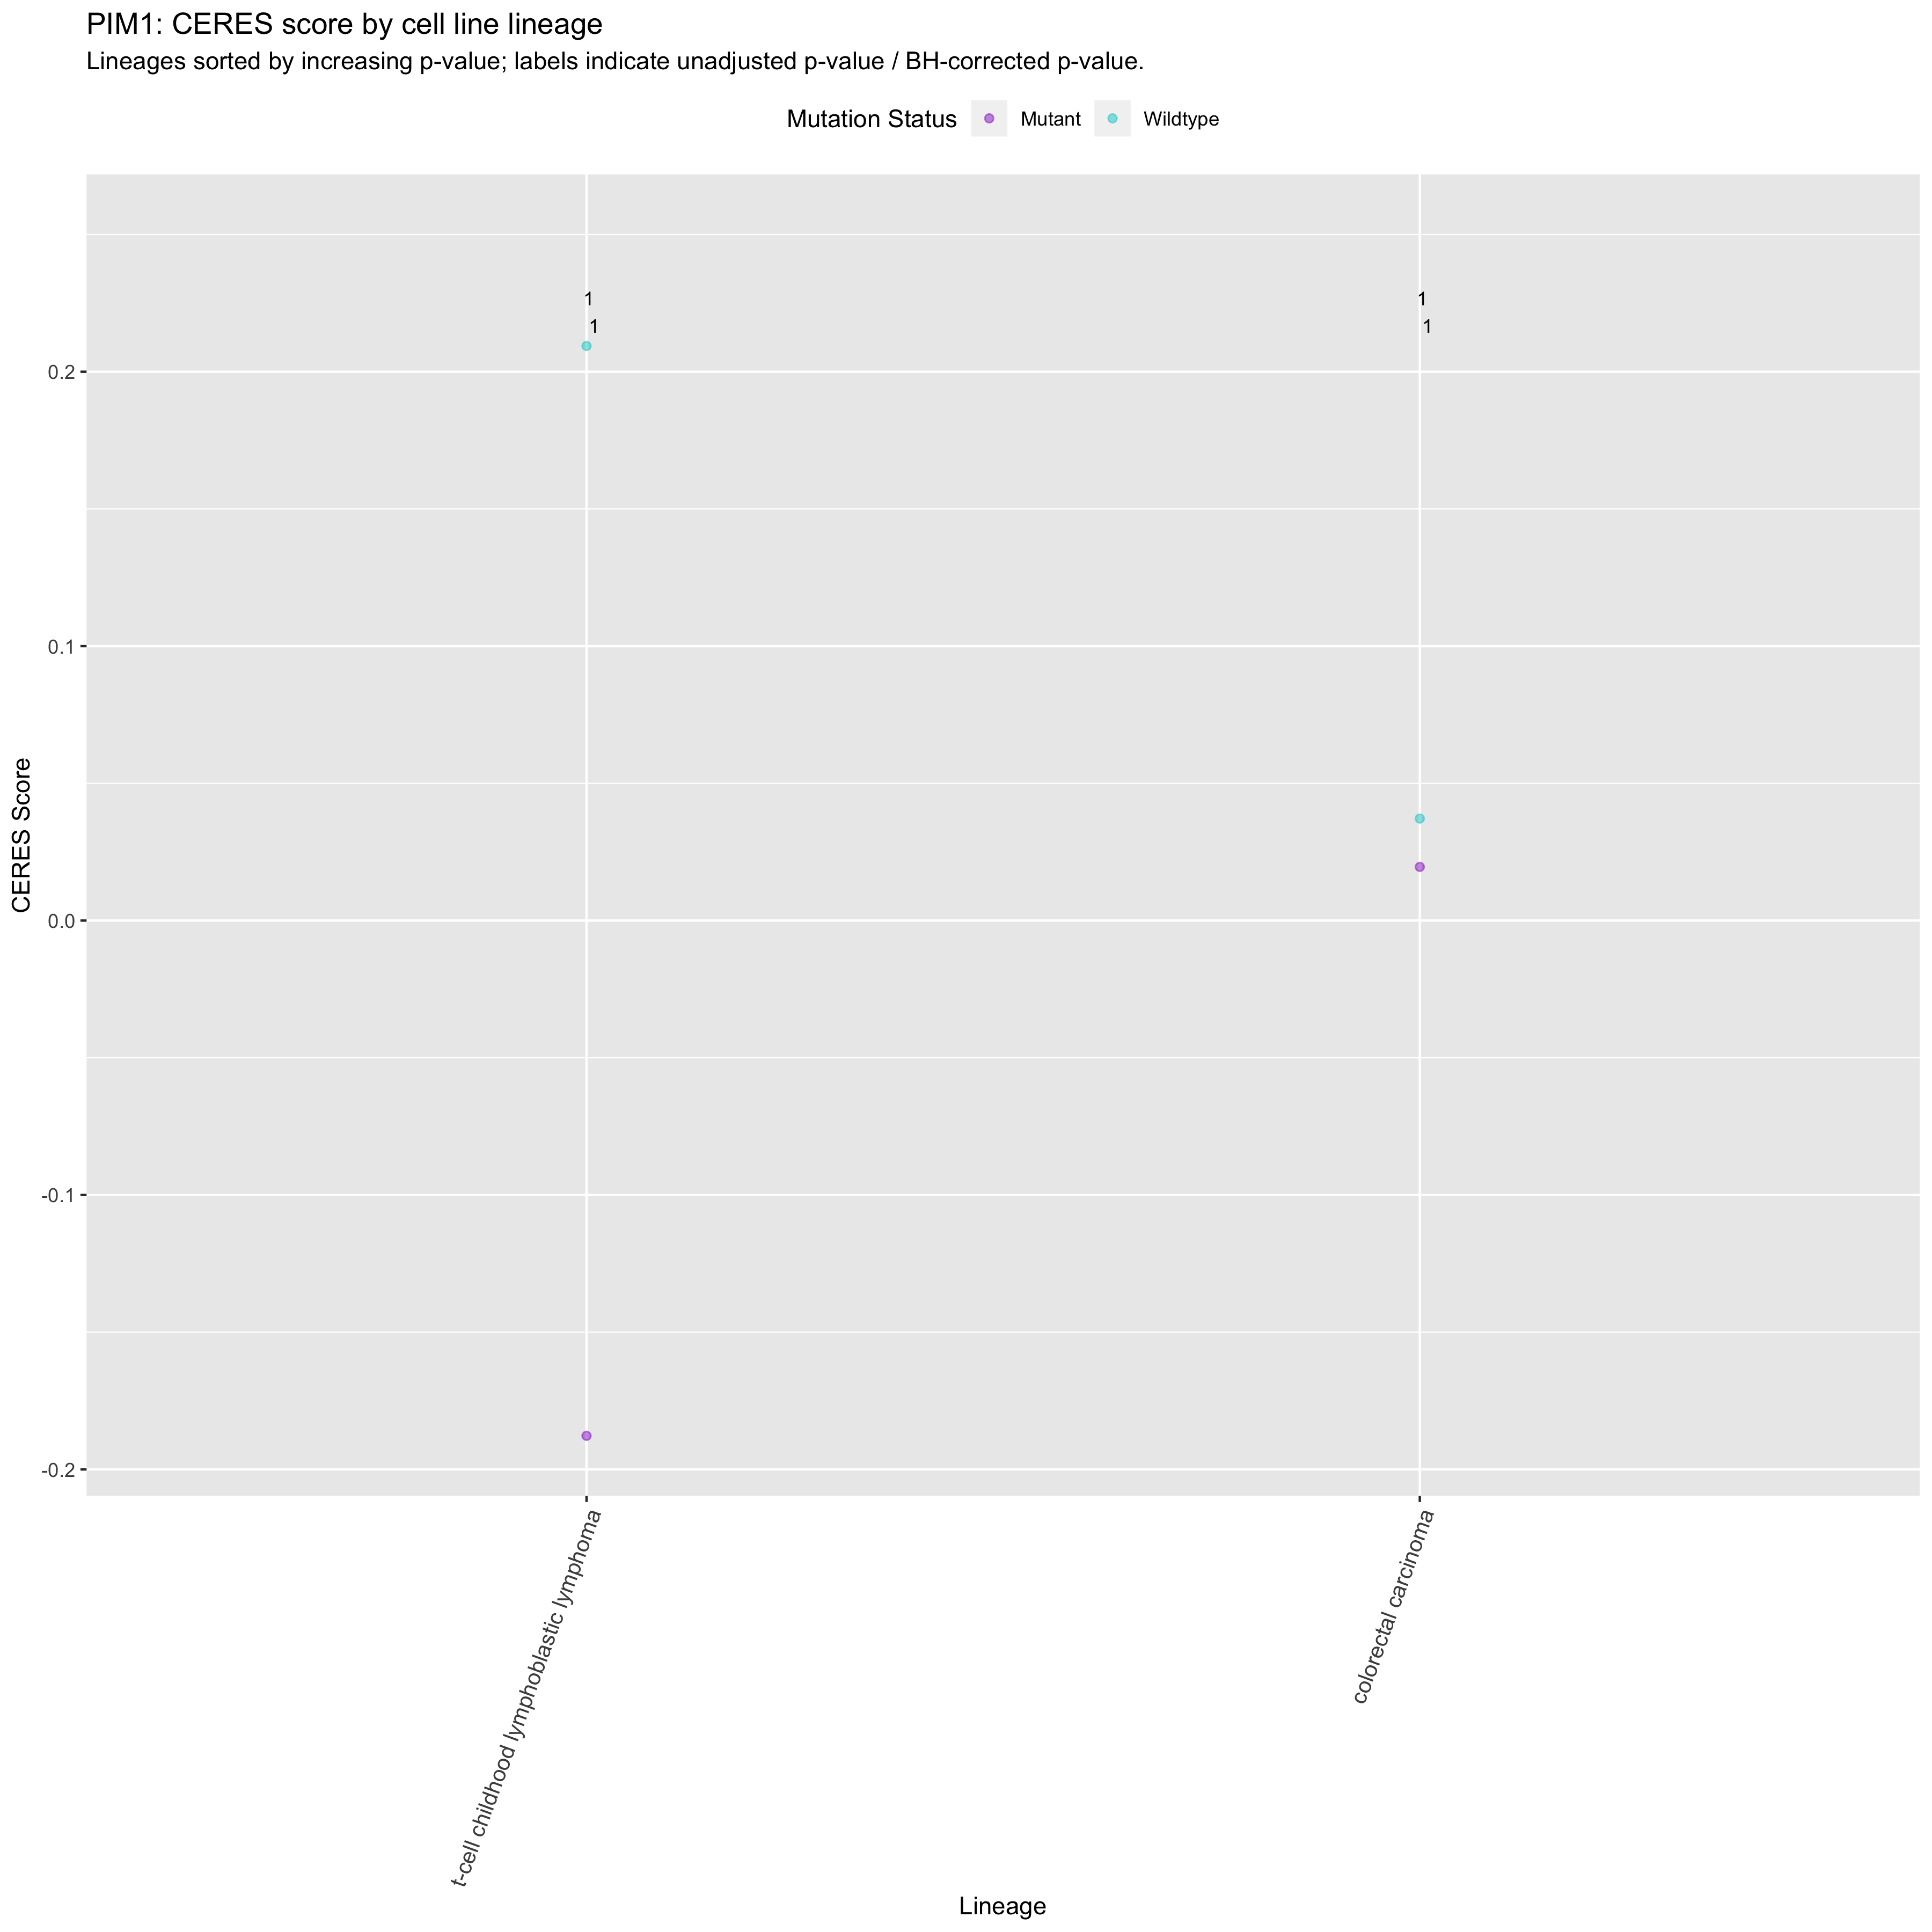 PIM1: CERES score by cell line lineage
Lineages sorted by increasing p-value; labels indicate unadjusted p-value / BH-corrected p-value.
Mutation Status Mutant Wildtype
1 1
1 1
0.2
0.1
0.0
-0.1
-0.2
CERES Score
t-cell childhood lymphoblastic lymphoma
colorectal carcinoma
Lineage